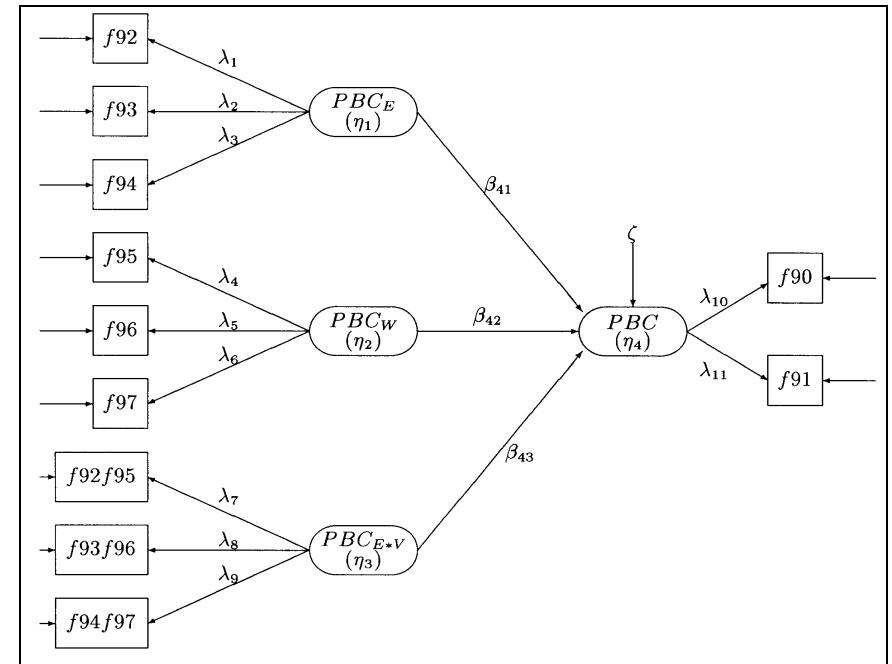 f92
λ₁
f93
λ₂
PBC_E
(η₁)
λ₃
f94
β₄₁
f95
λ₄
f96
λ₅
PBC_W
(η₂)
λ₆
f97
β₄₂
ζ
PBC
(η₄)
λ₁₀
f90
λ₁₁
f91
f92f95
λ₇
f93f96
λ₈
PBC_{E*V}
(η₃)
λ₉
f94f97
β₄₃